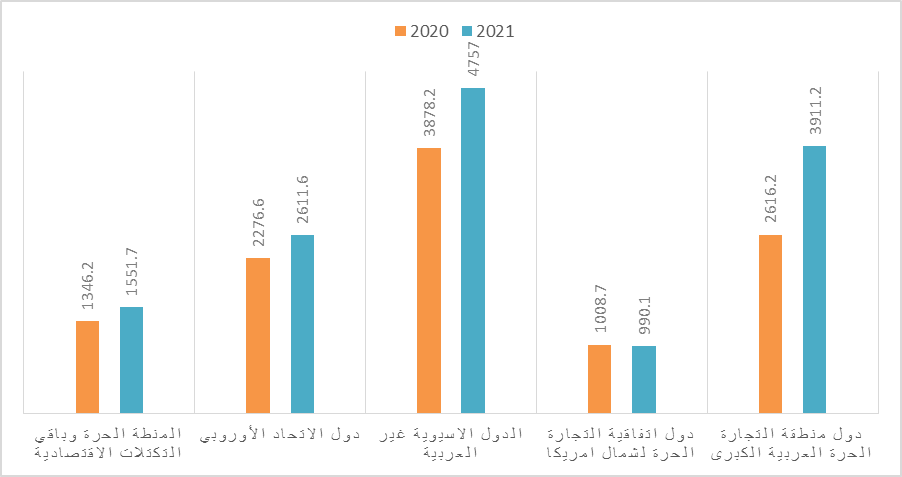 2020 2021
1346.2
1551.7
2276.6
2611.6
3878.2
4757
1008.7
990.1
2616.2
3911.2
المنطة الحرة وباقي
التكتلات الاقتصادية
دول الاتحاد الأوروبي
الدول الاسيوية غير
العربية
دول اتفاقية التجارة
الحرة لشمال امريكا
دول منطقة التجارة
الحرة العربية الكبرى